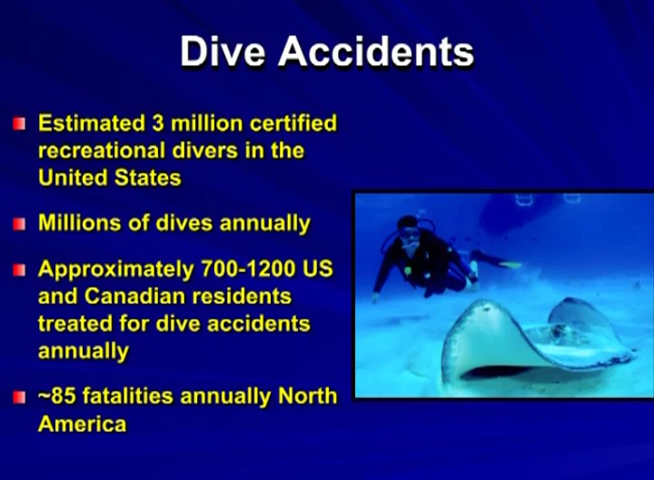 Dive Accidents
Estimated 3 million certified
recreational divers in the
United States
Millions of dives annually
Approximately 700-1200 US
and Canadian residents
treated for dive accidents
annually
~85 fatalities annually North
America